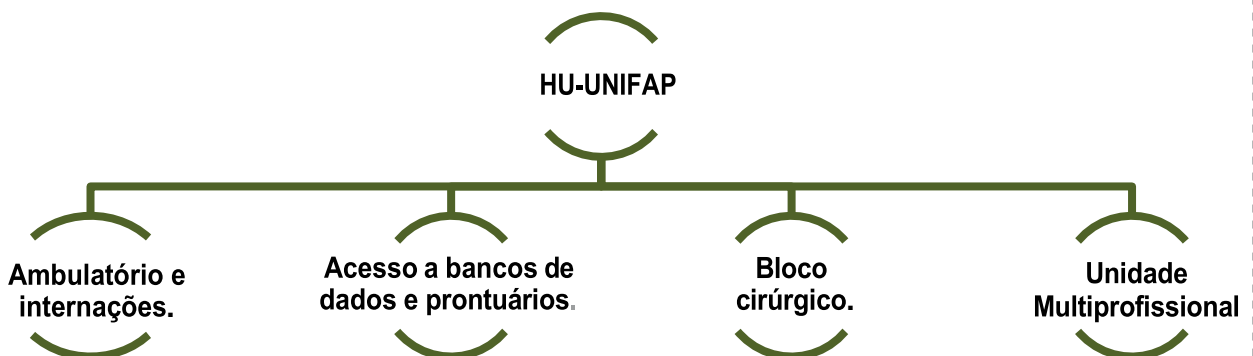 HU-UNIFAP
Ambulatório e
internações.
Acesso a bancos de
dados e prontuários.
Bloco
cirúrgico.
Unidade
Multiprofissional